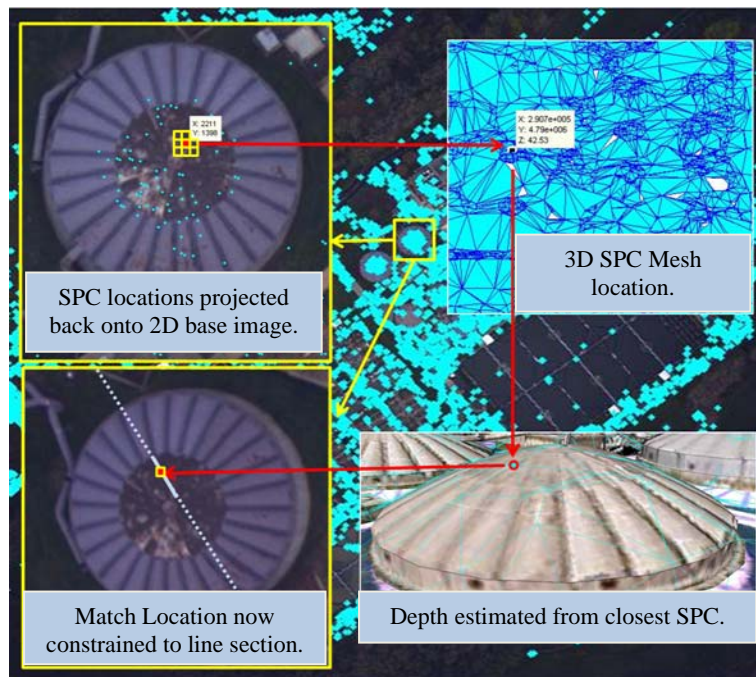 X: 2211
Y: 1398
X: 2.907e+005
Y: 4.79e+006
Z: 42.53
SPC locations projected
back onto 2D base image.
3D SPC Mesh
location.
Match Location now
constrained to line section.
Depth estimated from closest SPC.